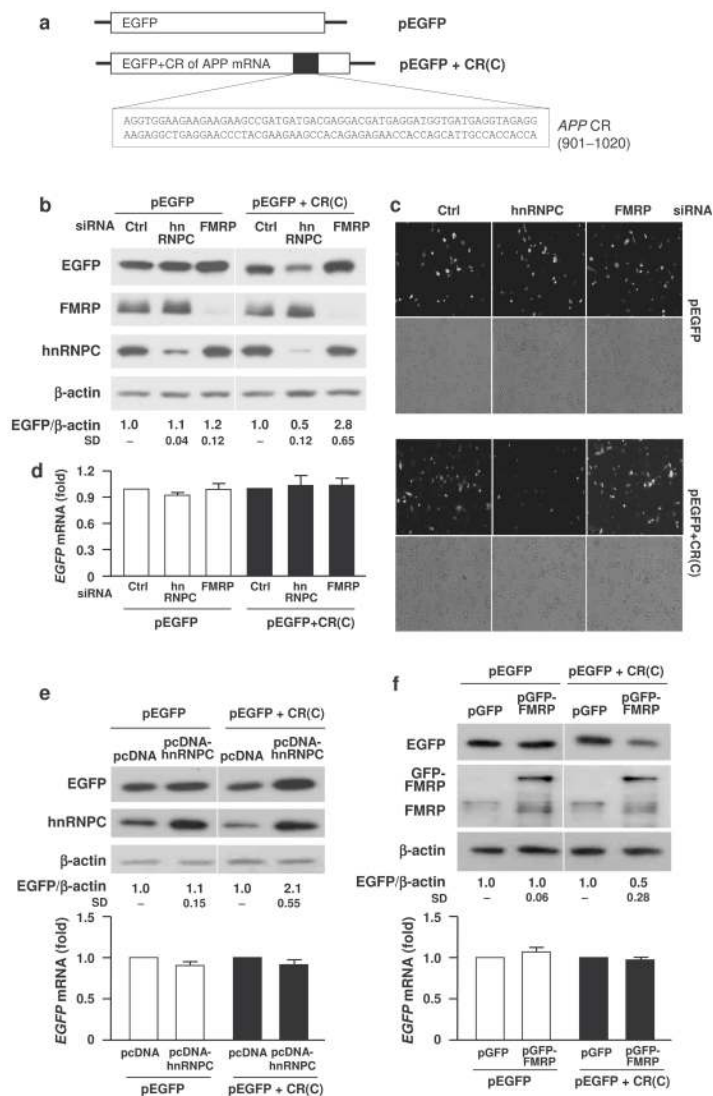 a
EGFP
pEGFP
EGFP+CR of APP mRNA
pEGFP + CR(C)
AGGTGGAAGAAGAAGAAGCCGATGATGACGAGGACGATGAGGATGGTGATGAGGTAGAGG
AAGAGGCTGAGGAACCCTACGAAGAAGCCACAGAGAGAACCACCAGCATTGCCACCACCA
APP CR
(901–1020)
b
pEGFP pEGFP + CR(C)
siRNA Ctrl hn RNPC FMRP Ctrl hn RNPC FMRP
EGFP
FMRP
hnRNPC
β-actin
EGFP/β-actin 1.0 1.1 1.2 1.0 0.5 2.8
SD – 0.04 0.12 – 0.12 0.65
c
Ctrl hnRNPC FMRP siRNA
pEGFP
pEGFP+CR(C)
d
EGFP mRNA (fold)
1.2
0.9
0.6
0.3
0
siRNA Ctrl hn RNPC FMRP Ctrl hn RNPC FMRP
pEGFP pEGFP+CR(C)
e
pEGFP pEGFP + CR(C)
pcDNA pcDNA-hnRNPC pcDNA pcDNA-hnRNPC
EGFP
hnRNPC
β-actin
EGFP/β-actin 1.0 1.1 1.0 2.1
SD – 0.15 – 0.55
EGFP mRNA (fold)
1.5
1.0
0.5
0
pcDNA pcDNA-hnRNPC pcDNA pcDNA-hnRNPC
pEGFP pEGFP + CR(C)
f
pEGFP pEGFP + CR(C)
pGFP pGFP-FMRP pGFP pGFP-FMRP
EGFP
GFP-FMRP
FMRP
β-actin
EGFP/β-actin 1.0 1.0 1.0 0.5
SD – 0.06 – 0.28
EGFP mRNA (fold)
1.5
1.0
0.5
0
pGFP pGFP-FMRP pGFP pGFP-FMRP
pEGFP pEGFP + CR(C)